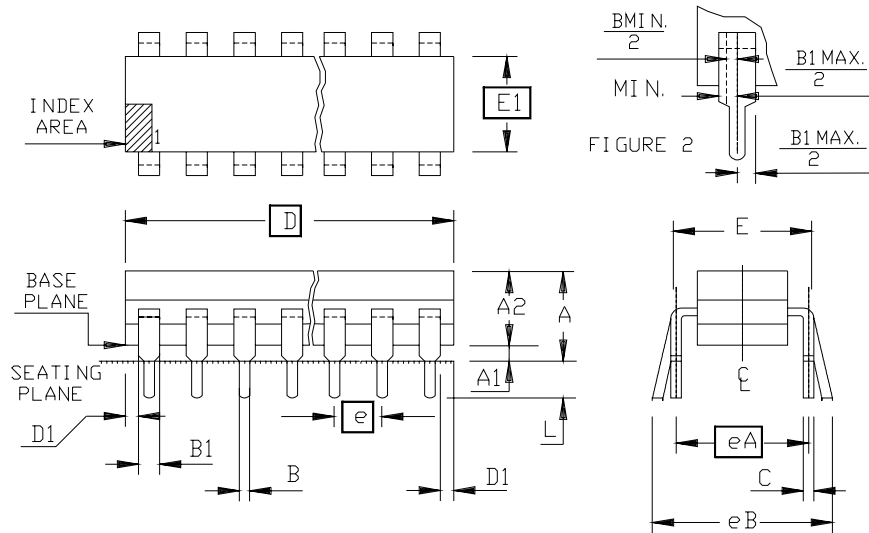 BMIN.
2
B1 MAX.
2
MIN.
E1
INDEX
AREA
1
FIGURE 2
B1 MAX.
2
D
E
BASE
PLANE
A2
A
SEATING
PLANE
A1
C
L
L
e
D1
eA
B1
B
D1
C
eB